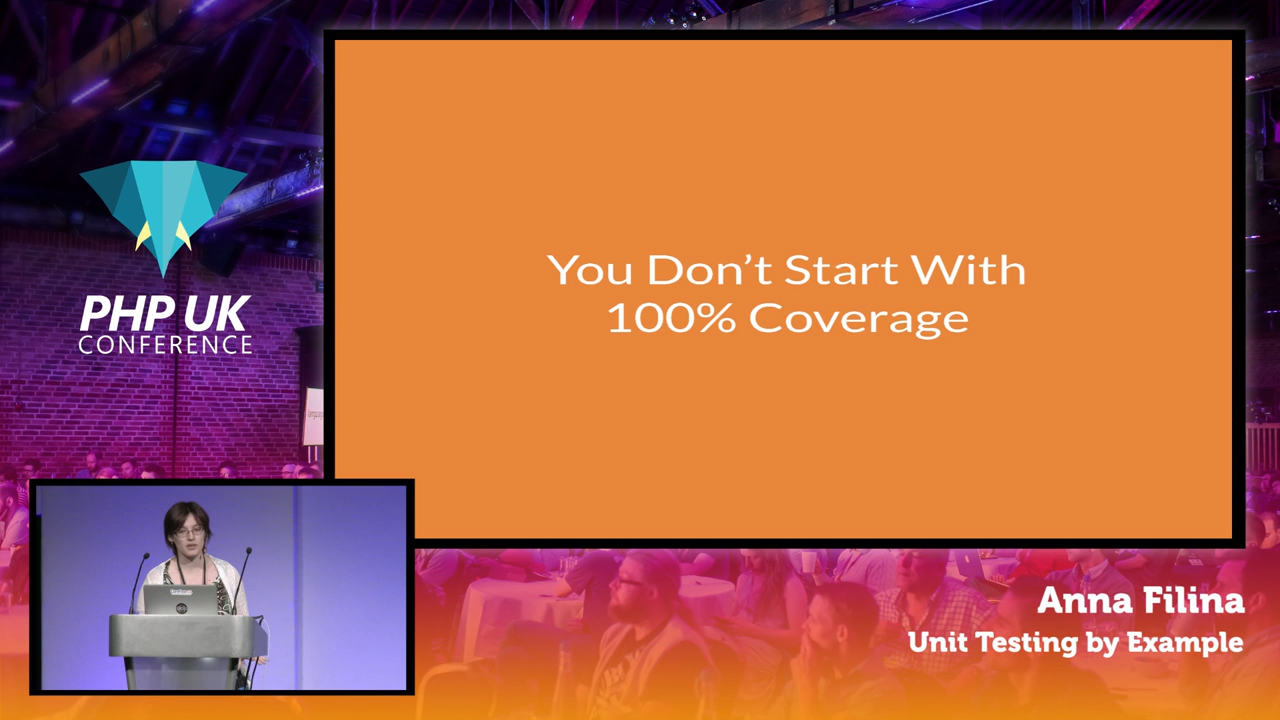 You Don't Start With
100% Coverage
PHP UK
CONFERENCE
Anna Filina
Unit Testing by Example